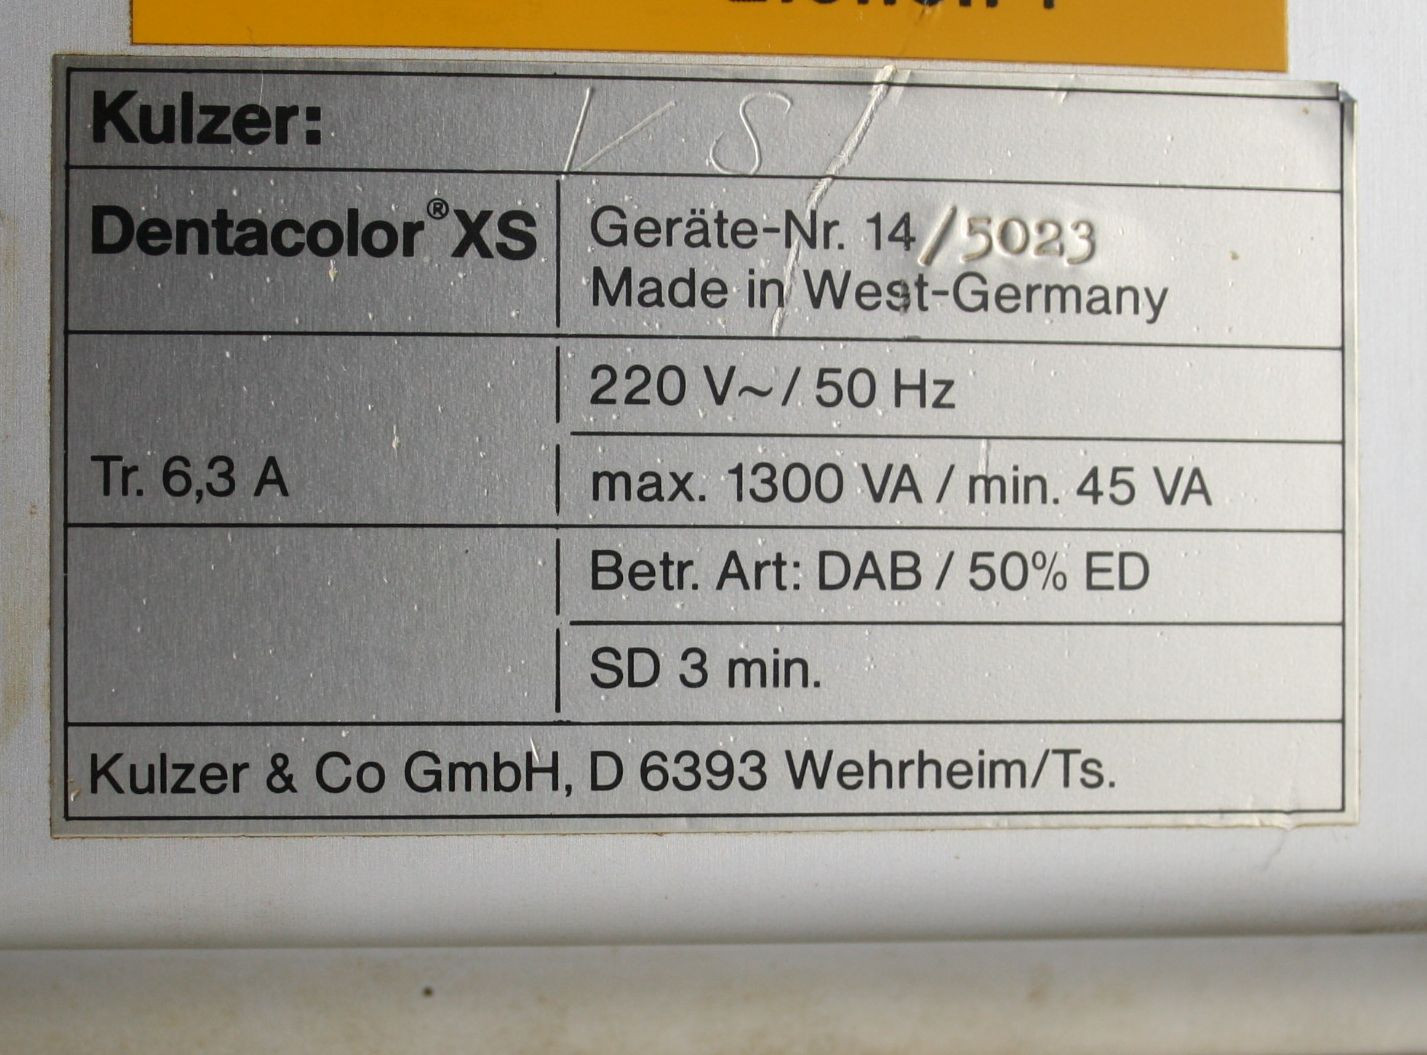 Kulzer:
VS
Dentacolor® XS
Geräte-Nr. 14/5023
Made in West-Germany
220 V~/ 50 Hz
Tr. 6,3 A
max. 1300 VA / min. 45 VA
Betr. Art: DAB / 50% ED
SD 3 min.
Kulzer & Co GmbH, D 6393 Wehrheim/Ts.